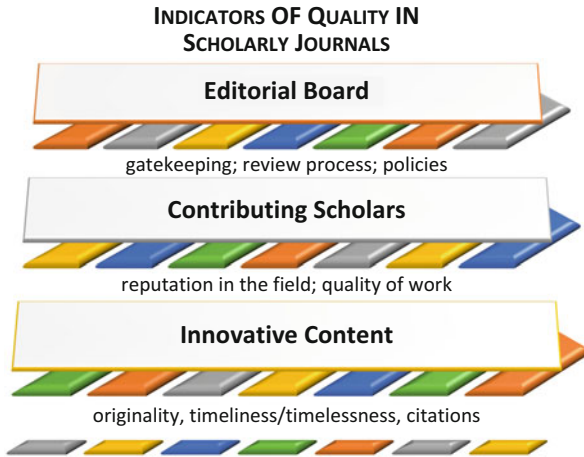 INDICATORS OF QUALITY IN
SCHOLARLY JOURNALS
Editorial Board
gatekeeping; review process; policies
Contributing Scholars
reputation in the field; quality of work
Innovative Content
originality, timeliness/timelessness, citations